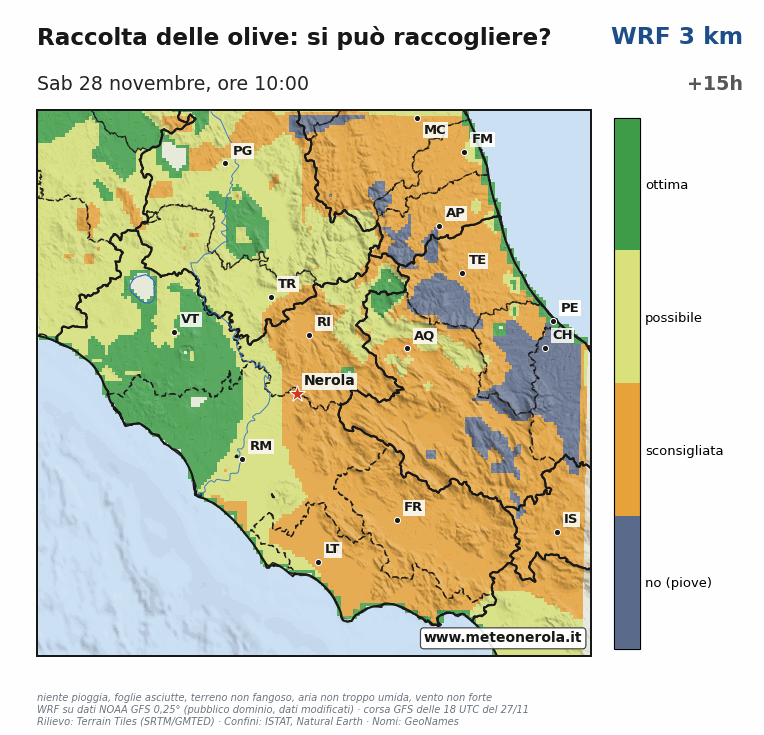 Raccolta delle olive: si può raccogliere?
WRF 3 km
Sab 28 novembre, ore 10:00
+15h
MC
FM
PG
AP
TE
TR
PE
VT
RI
AQ
CH
Nerola
RM
FR
IS
LT
www.meteonerola.it
ottima
possibile
sconsigliata
no (piove)
niente pioggia, foglie asciutte, terreno non fangoso, aria non troppo umida, vento non forte
WRF su dati NOAA GFS 0,25° (pubblico dominio, dati modificati) · corsa GFS delle 18 UTC del 27/11
Rilievo: Terrain Tiles (SRTM/GMTED) · Confini: ISTAT, Natural Earth · Nomi: GeoNames